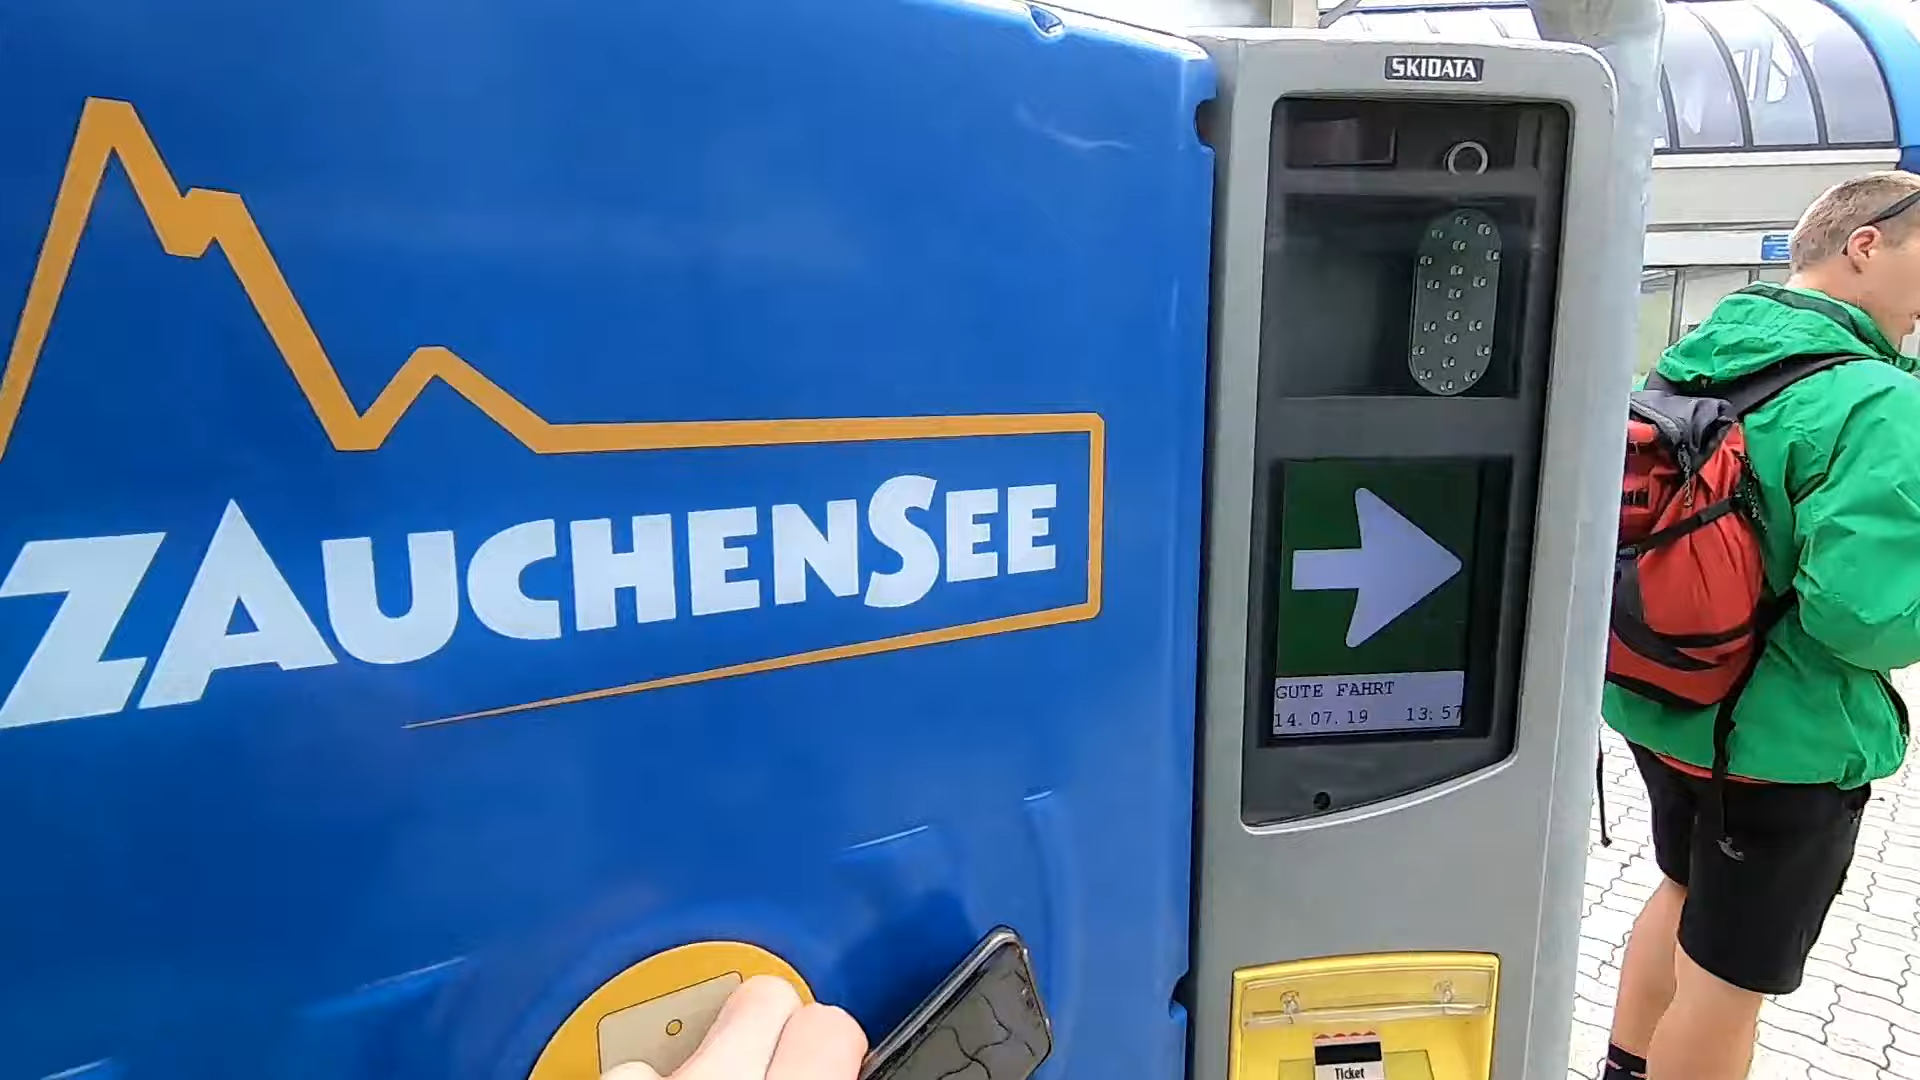 SKIDATA
ZAUCHENSEE
GUTE FAHRT
14.07.19 13:57
Ticket